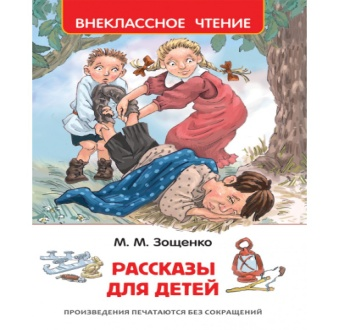 ВНЕКЛАССНОЕ ЧТЕНИЕ
М. М. Зощенко
РАССКАЗЫ
ДЛЯ ДЕТЕЙ
ПРОИЗВЕДЕНИЯ ПЕЧАТАЮТСЯ БЕЗ СОКРАЩЕНИЙ